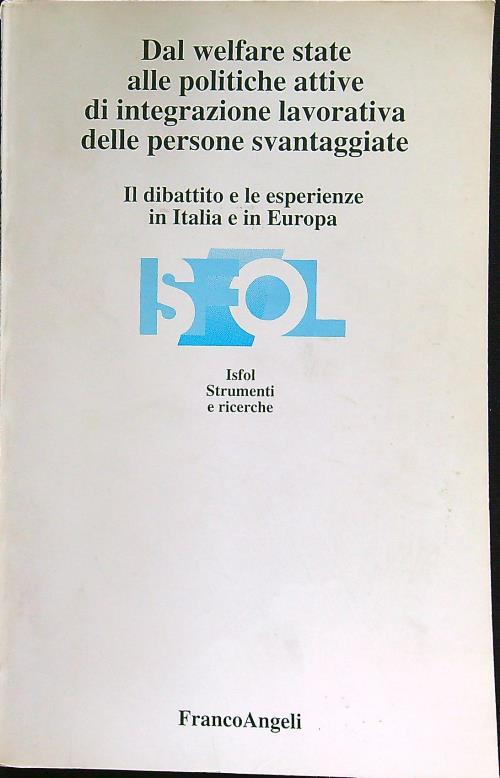 Dal welfare state
alle politiche attive
di integrazione lavorativa
delle persone svantaggiate
Il dibattito e le esperienze
in Italia e in Europa
ISFOL
Isfol
Strumenti
e ricerche
FrancoAngeli